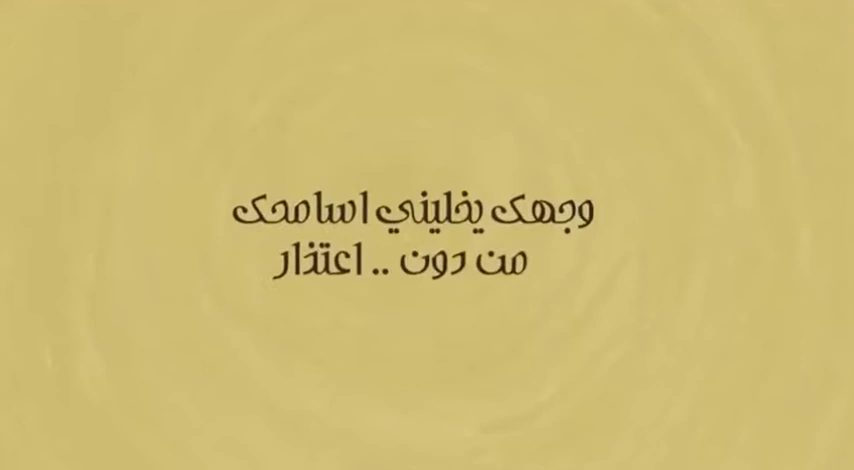 وجهك يخليني اسامحك
من دون .. اعتذار